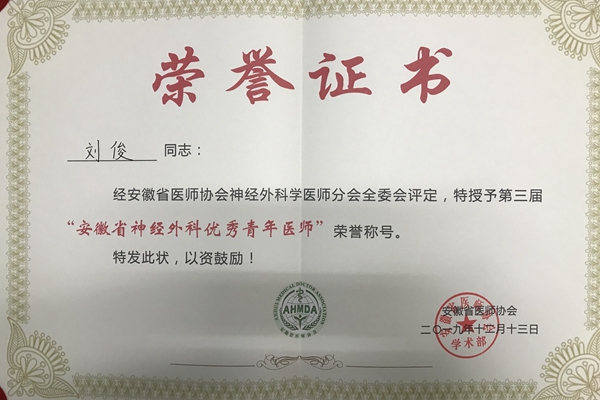 荣誉证书
刘俊 同志：
经安徽省医师协会神经外科学医师分会全委会评定，特授予第三届
“安徽省神经外科优秀青年医师”荣誉称号。
特发此状，以资鼓励！
AHMDA
安徽省医师协会
二〇一九年十二月十三日
学术部